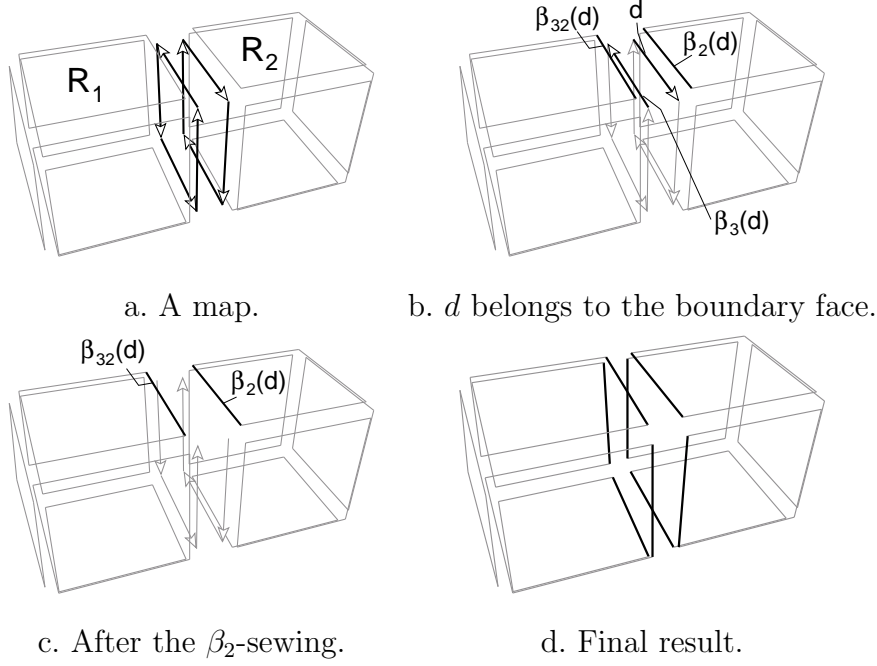 R₁ R₂
β₃₂(d) d β₂(d)
β₃(d)
a. A map. b. d belongs to the boundary face.
β₃₂(d) β₂(d)
c. After the β₂-sewing. d. Final result.